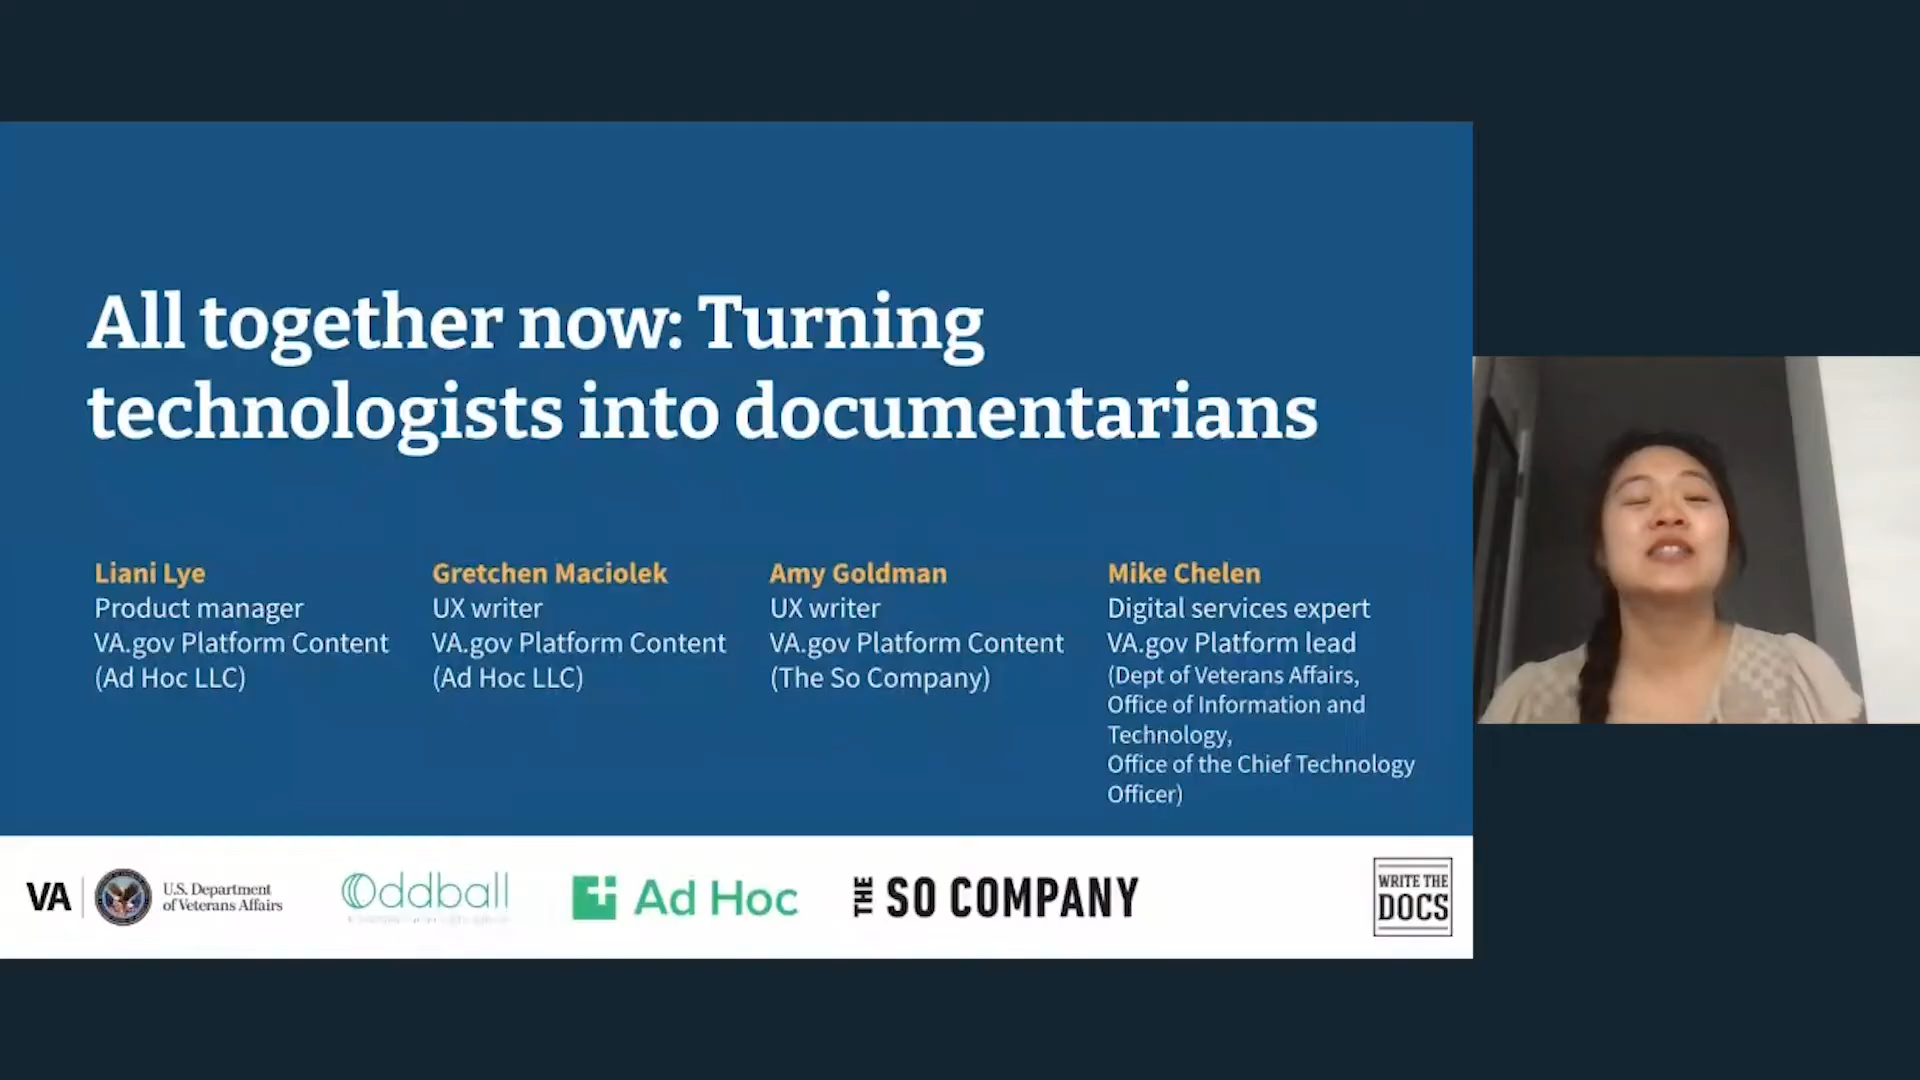 All together now: Turning
technologists into documentarians
Liani Lye
Product manager
VA.gov Platform Content
(Ad Hoc LLC)
Gretchen Maciolek
UX writer
VA.gov Platform Content
(Ad Hoc LLC)
Amy Goldman
UX writer
VA.gov Platform Content
(The So Company)
Mike Chelen
Digital services expert
VA.gov Platform lead
(Dept of Veterans Affairs,
Office of Information and
Technology,
Office of the Chief Technology
Officer)
VA
U.S. Department
of Veterans Affairs
Oddball
Ad Hoc
THE SO COMPANY
WRITE THE
DOCS